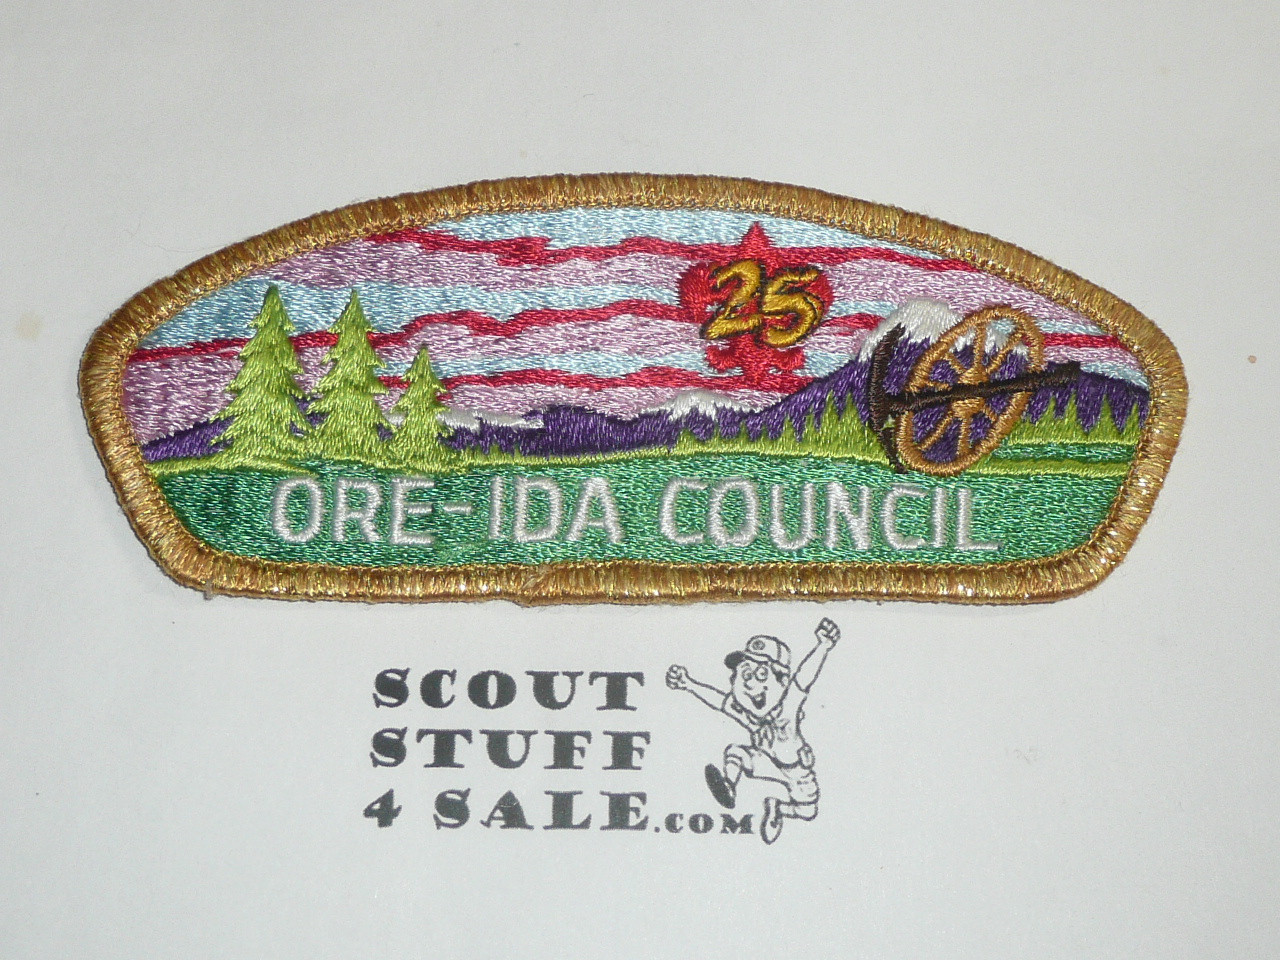 25
ORE-IDA COUNCIL
SCOUT
STUFF
4 SALE.COM